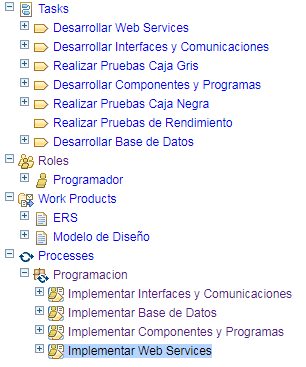 Tasks
Desarrollar Web Services
Desarrollar Interfaces y Comunicaciones
Realizar Pruebas Caja Gris
Desarrollar Componentes y Programas
Realizar Pruebas Caja Negra
Realizar Pruebas de Rendimiento
Desarrollar Base de Datos
Roles
Programador
Work Products
ERS
Modelo de Diseño
Processes
Programacion
Implementar Interfaces y Comunicaciones
Implementar Base de Datos
Implementar Componentes y Programas
Implementar Web Services